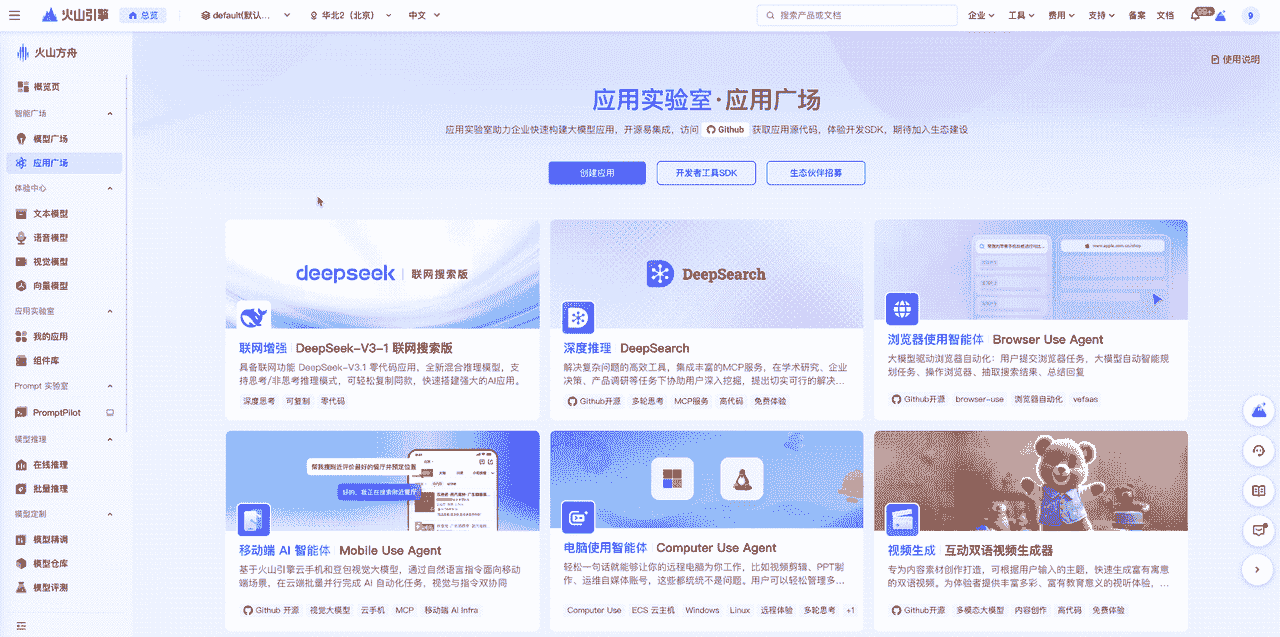 火山引擎
总览
default(默认...
华北2（北京）
中文
搜索产品或文档
企业
工具
费用
支持
备案
文档
99+
9
火山方舟
概览页
智能广场
模型广场
应用广场
体验中心
文本模型
语音模型
视觉模型
向量模型
应用实验室
我的应用
组件库
Prompt 实验室
PromptPilot
模型推理
在线推理
批量推理
模型定制
模型精调
模型仓库
模型评测
使用说明
应用实验室·应用广场
应用实验室助力企业快速构建大模型应用，开源易集成，访问 Github 获取应用源代码，体验开发SDK，期待加入生态建设
创建应用
开发者工具SDK
生态伙伴招募
deepseek | 联网搜索版
联网增强 DeepSeek-V3-1 联网搜索版
具备联网功能 DeepSeek-V3.1 零代码应用，全新混合推理模型，支
持思考/非思考推理模式，可轻松复制同款，快速搭建强大的AI应用。
深度思考 可复制 零代码
DeepSearch
深度推理 DeepSearch
解决复杂问题的高效工具，集成丰富的MCP服务，在学术研究、企业
决策、产品调研等任务下协助用户深入挖掘，提出切实可行的解决...
Github开源 多轮思考 MCP服务 高代码 免费体验
www.apple.com.cn/shop
浏览器使用智能体 Browser Use Agent
大模型驱动浏览器自动化：用户提交浏览器任务，大模型自动智能规
划任务、操作浏览器、抽取搜索结果、总结回复
Github开源 browser-use 浏览器自动化 vefaas
帮我搜附近评价最好的餐厅并预定位置
好的，我正在搜索附近餐厅
移动端 AI 智能体 Mobile Use Agent
基于火山引擎云手机和豆包视觉大模型，通过自然语言指令面向移动
端场景，在云端批量并行完成 AI 自动化任务，视觉与指令双协同
Github 开源 视觉大模型 云手机 MCP 移动端 AI Infra
电脑使用智能体 Computer Use Agent
轻松一句话就能够让你的远程电脑为你工作，比如视频剪辑、PPT制
作、运维自媒体账号，这些都统统不是问题。用户可以轻松管理多...
Computer Use ECS 云主机 Windows Linux 远程体验 多轮思考 +1
视频生成 互动双语视频生成器
专为内容素材创作打造，可根据用户输入的主题，快速生成富有寓意
的双语视频。为体验者提供丰富多彩、富有教育意义的视听体验，...
Github开源 多模态大模型 内容创作 高代码 免费体验